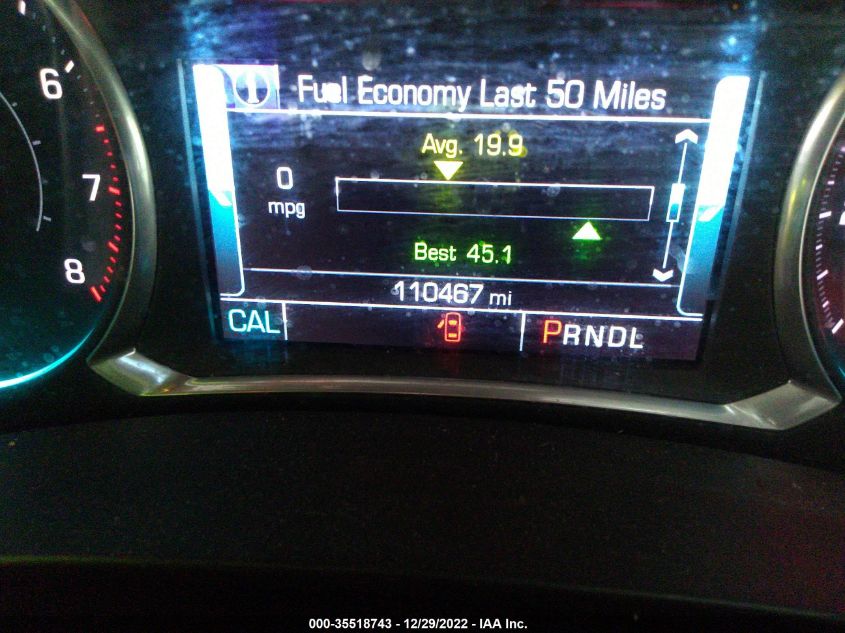 6
7
8
i Fuel Economy Last 50 Miles
Avg. 19.9
0
mpg
Best 45.1
110467 mi
CAL PRNDL
000-35518743 - 12/29/2022 - IAA Inc.